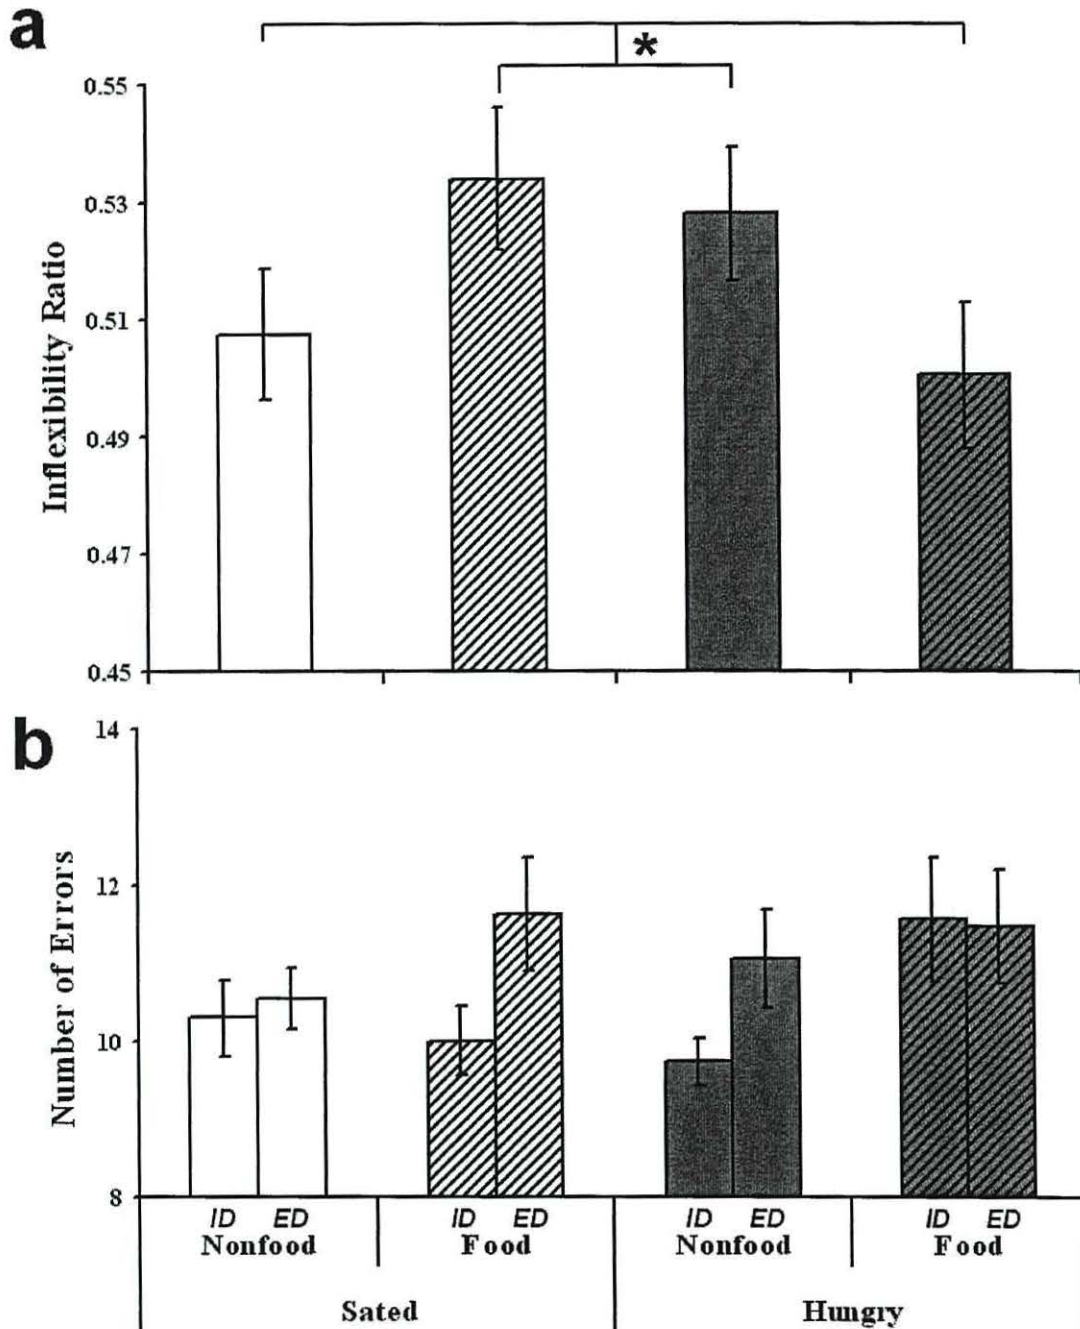 a
*
0.55
0.53
0.51
0.49
0.47
0.45
Inflexibility Ratio
b
14
12
10
8
Number of Errors
ID ED ID ED ID ED ID ED
Nonfood Food Nonfood Food
Sated Hungry